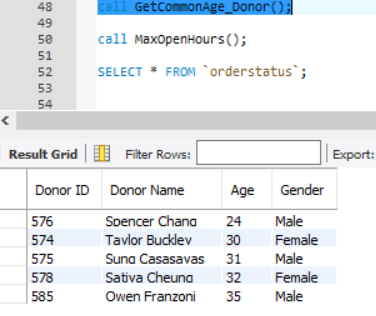 48 call GetCommonAge_Donor();
49
50 call MaxOpenHours();
51
52 SELECT * FROM `orderstatus`;
53
54
Result Grid Filter Rows: Export:
Donor ID Donor Name Age Gender
576 Spencer Chang 24 Male
574 Taylor Buckley 30 Female
575 Sung Casasavas 31 Male
578 Sativa Cheung 32 Female
585 Owen Franzoni 35 Male